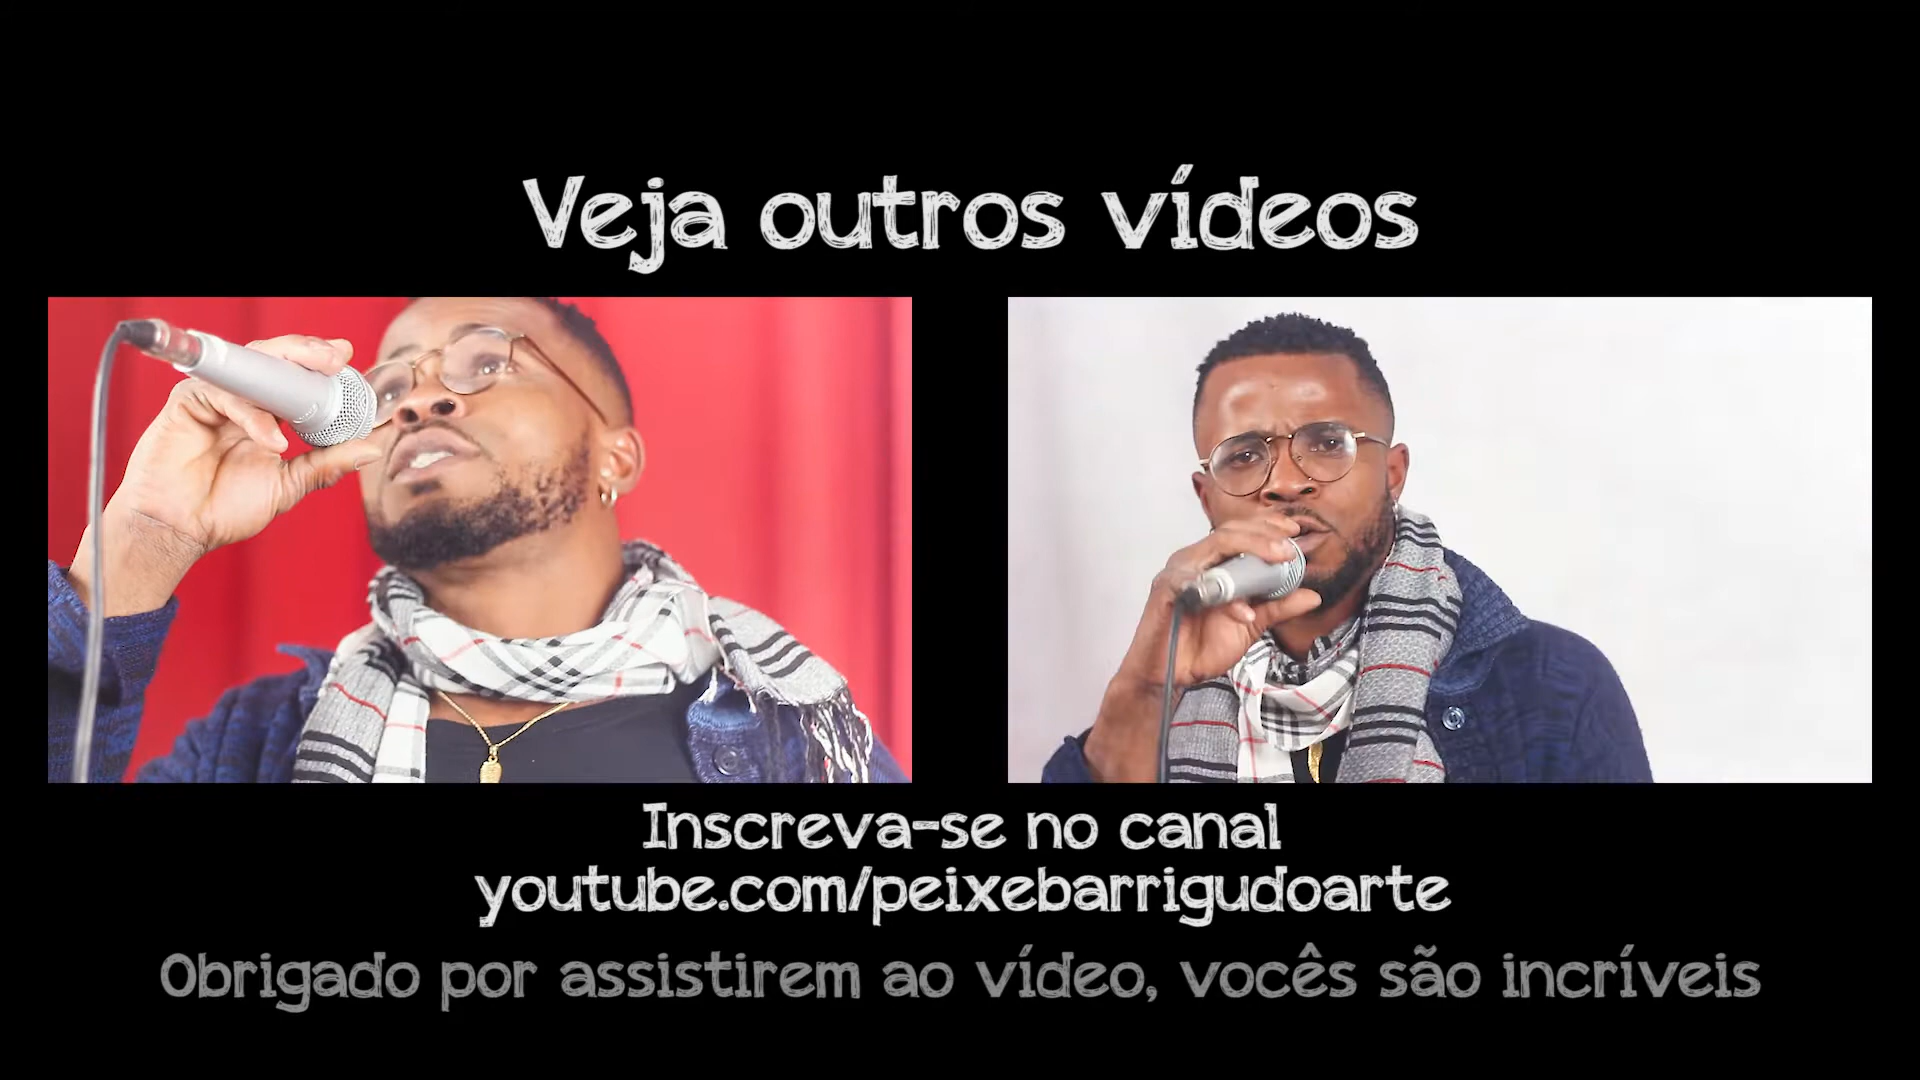 Veja outros vídeos
Inscreva-se no canal
youtube.com/peixebarrigudoarte
Obrigado por assistirem ao vídeo, vocês são incríveis